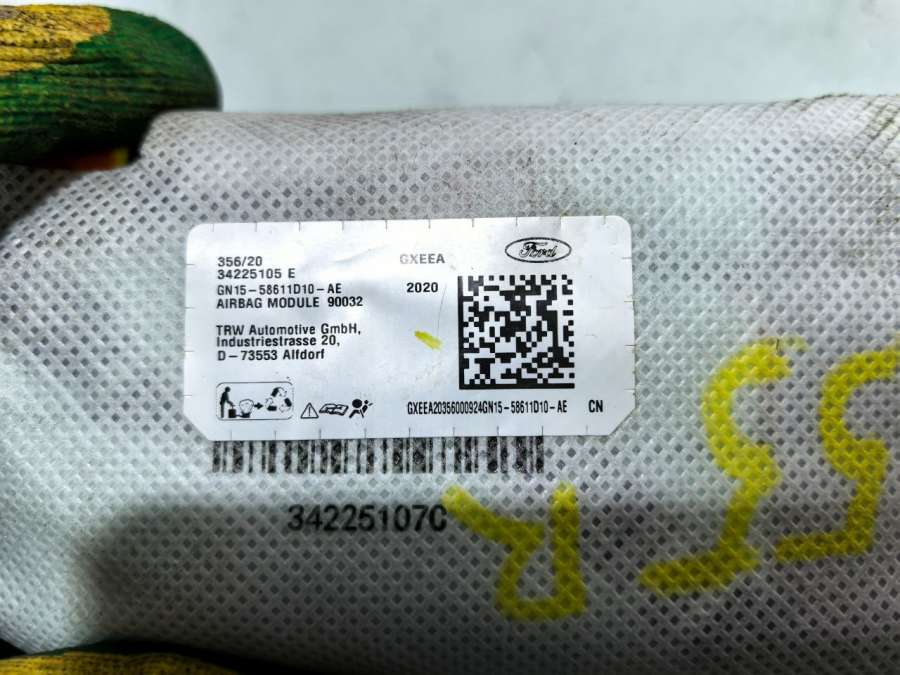 356/20
34225105 E
GN15-58611D10-AE
AIRBAG MODULE 90032
GXEEA
Ford
2020
TRW Automotive GmbH,
Industriestrasse 20,
D-73553 Alfdorf
GXEEA20356000924GN15-58611D10-AE CN
34225107C
R 53